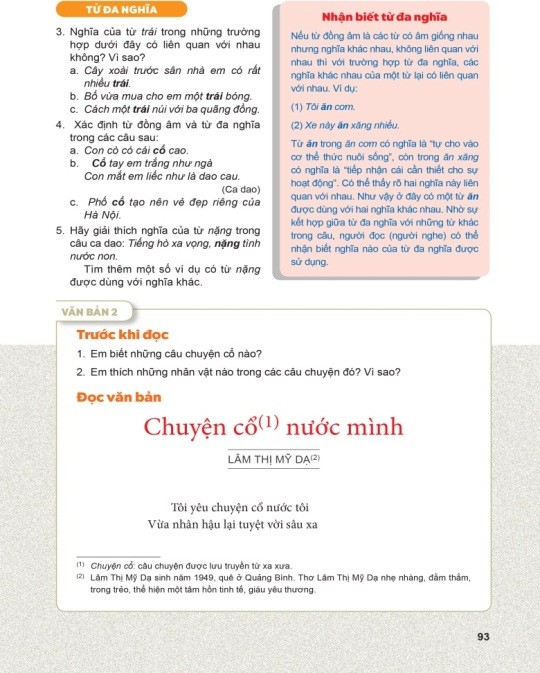 TỪ ĐA NGHĨA
3. Nghĩa của từ trái trong những trường
hợp dưới đây có liên quan với nhau
không? Vì sao?
a. Cây xoài trước sân nhà em có rất
nhiều trái.
b. Bố vừa mua cho em một trái bóng.
c. Cách một trái núi với ba quãng đồng.
4. Xác định từ đồng âm và từ đa nghĩa
trong các câu sau:
a. Con cò có cái cổ cao.
b. Cổ tay em trắng như ngà
Con mắt em liếc như là dao cau.
(Ca dao)
c. Phố cổ tạo nên vẻ đẹp riêng của
Hà Nội.
5. Hãy giải thích nghĩa của từ nặng trong
câu ca dao: Tiếng hò xa vọng, nặng tình
nước non.
Tìm thêm một số ví dụ có từ nặng
được dùng với nghĩa khác.
Nhận biết từ đa nghĩa
Nếu từ đồng âm là các từ có âm giống nhau
nhưng nghĩa khác nhau, không liên quan với
nhau thì với trường hợp từ đa nghĩa, các
nghĩa khác nhau của một từ lại có liên quan
với nhau. Ví dụ:
(1) Tôi ăn cơm.
(2) Xe này ăn xăng nhiều.
Từ ăn trong ăn cơm có nghĩa là “tự cho vào
cơ thể thức nuôi sống”, còn trong ăn xăng
có nghĩa là “tiếp nhận cái cần thiết cho sự
hoạt động”. Có thể thấy rõ hai nghĩa này liên
quan với nhau. Như vậy ở đây có một từ ăn
được dùng với hai nghĩa khác nhau. Nhờ sự
kết hợp giữa từ đa nghĩa với những từ khác
trong câu, người đọc (người nghe) có thể
nhận biết nghĩa nào của từ đa nghĩa được
sử dụng.
VĂN BẢN 2
Trước khi đọc
1. Em biết những câu chuyện cổ nào?
2. Em thích những nhân vật nào trong các câu chuyện đó? Vì sao?
Đọc văn bản
Chuyện cổ(1) nước mình
LÂM THỊ MỸ DẠ(2)
Tôi yêu chuyện cổ nước tôi
Vừa nhân hậu lại tuyệt vời sâu xa
(1) Chuyện cổ: câu chuyện được lưu truyền từ xa xưa.
(2) Lâm Thị Mỹ Dạ sinh năm 1949, quê ở Quảng Bình. Thơ Lâm Thị Mỹ Dạ nhẹ nhàng, đằm thắm,
trong trẻo, thể hiện một tâm hồn tinh tế, giàu yêu thương.
93